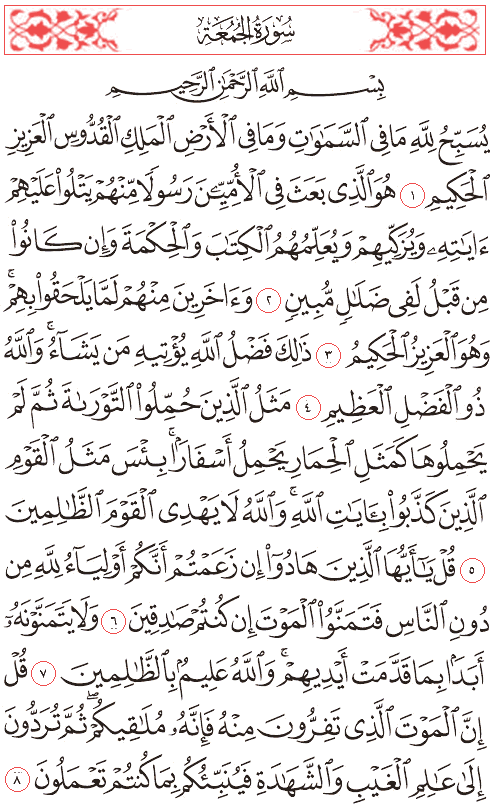 سُورَةُ الجُمُعَةِ
بِسْمِ ٱللَّهِ ٱلرَّحْمَٰنِ ٱلرَّحِيمِ
يُسَبِّحُ لِلَّهِ مَا فِي ٱلسَّمَٰوَٰتِ وَمَا فِي ٱلْأَرْضِ ٱلْمَلِكِ ٱلْقُدُّوسِ ٱلْعَزِيزِ
ٱلْحَكِيمِ ١ هُوَ ٱلَّذِي بَعَثَ فِي ٱلْأُمِّيِّۦنَ رَسُولًا مِّنْهُمْ يَتْلُوا۟ عَلَيْهِمْ
ءَايَٰتِهِۦ وَيُزَكِّيهِمْ وَيُعَلِّمُهُمُ ٱلْكِتَٰبَ وَٱلْحِكْمَةَ وَإِن كَانُوا۟
مِن قَبْلُ لَفِي ضَلَٰلٍ مُّبِينٍ ٢ وَءَاخَرِينَ مِنْهُمْ لَمَّا يَلْحَقُوا۟ بِهِمْ ۚ
وَهُوَ ٱلْعَزِيزُ ٱلْحَكِيمُ ٣ ذَٰلِكَ فَضْلُ ٱللَّهِ يُؤْتِيهِ مَن يَشَآءُ ۚ وَٱللَّهُ
ذُو ٱلْفَضْلِ ٱلْعَظِيمِ ٤ مَثَلُ ٱلَّذِينَ حُمِّلُوا۟ ٱلتَّوْرَىٰةَ ثُمَّ لَمْ
يَحْمِلُوهَا كَمَثَلِ ٱلْحِمَارِ يَحْمِلُ أَسْفَارًۢا ۚ بِئْسَ مَثَلُ ٱلْقَوْمِ
ٱلَّذِينَ كَذَّبُوا۟ بِـَٔايَٰتِ ٱللَّهِ ۚ وَٱللَّهُ لَا يَهْدِي ٱلْقَوْمَ ٱلظَّٰلِمِينَ
٥ قُلْ يَٰٓأَيُّهَا ٱلَّذِينَ هَادُوٓا۟ إِن زَعَمْتُمْ أَنَّكُمْ أَوْلِيَآءُ لِلَّهِ مِن
دُونِ ٱلنَّاسِ فَتَمَنَّوُا۟ ٱلْمَوْتَ إِن كُنتُمْ صَٰدِقِينَ ٦ وَلَا يَتَمَنَّوْنَهُۥٓ
أَبَدًۢا بِمَا قَدَّمَتْ أَيْدِيهِمْ ۚ وَٱللَّهُ عَلِيمٌۢ بِٱلظَّٰلِمِينَ ٧ قُلْ
إِنَّ ٱلْمَوْتَ ٱلَّذِي تَفِرُّونَ مِنْهُ فَإِنَّهُۥ مُلَٰقِيكُمْ ۖ ثُمَّ تُرَدُّونَ
إِلَىٰ عَٰلِمِ ٱلْغَيْبِ وَٱلشَّهَٰدَةِ فَيُنَبِّئُكُم بِمَا كُنتُمْ تَعْمَلُونَ ٨